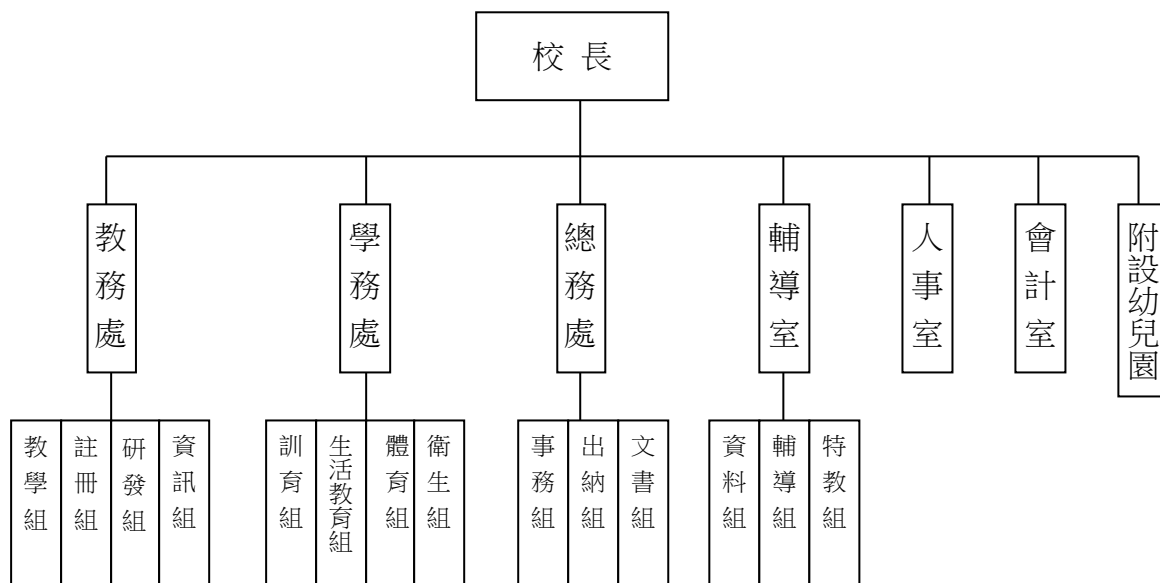 校長
教務處
學務處
總務處
輔導室
人事室
會計室
附設幼兒園
教學組
註冊組
研發組
資訊組
訓育組
生活教育組
體育組
衛生組
事務組
出納組
文書組
資料組
輔導組
特教組